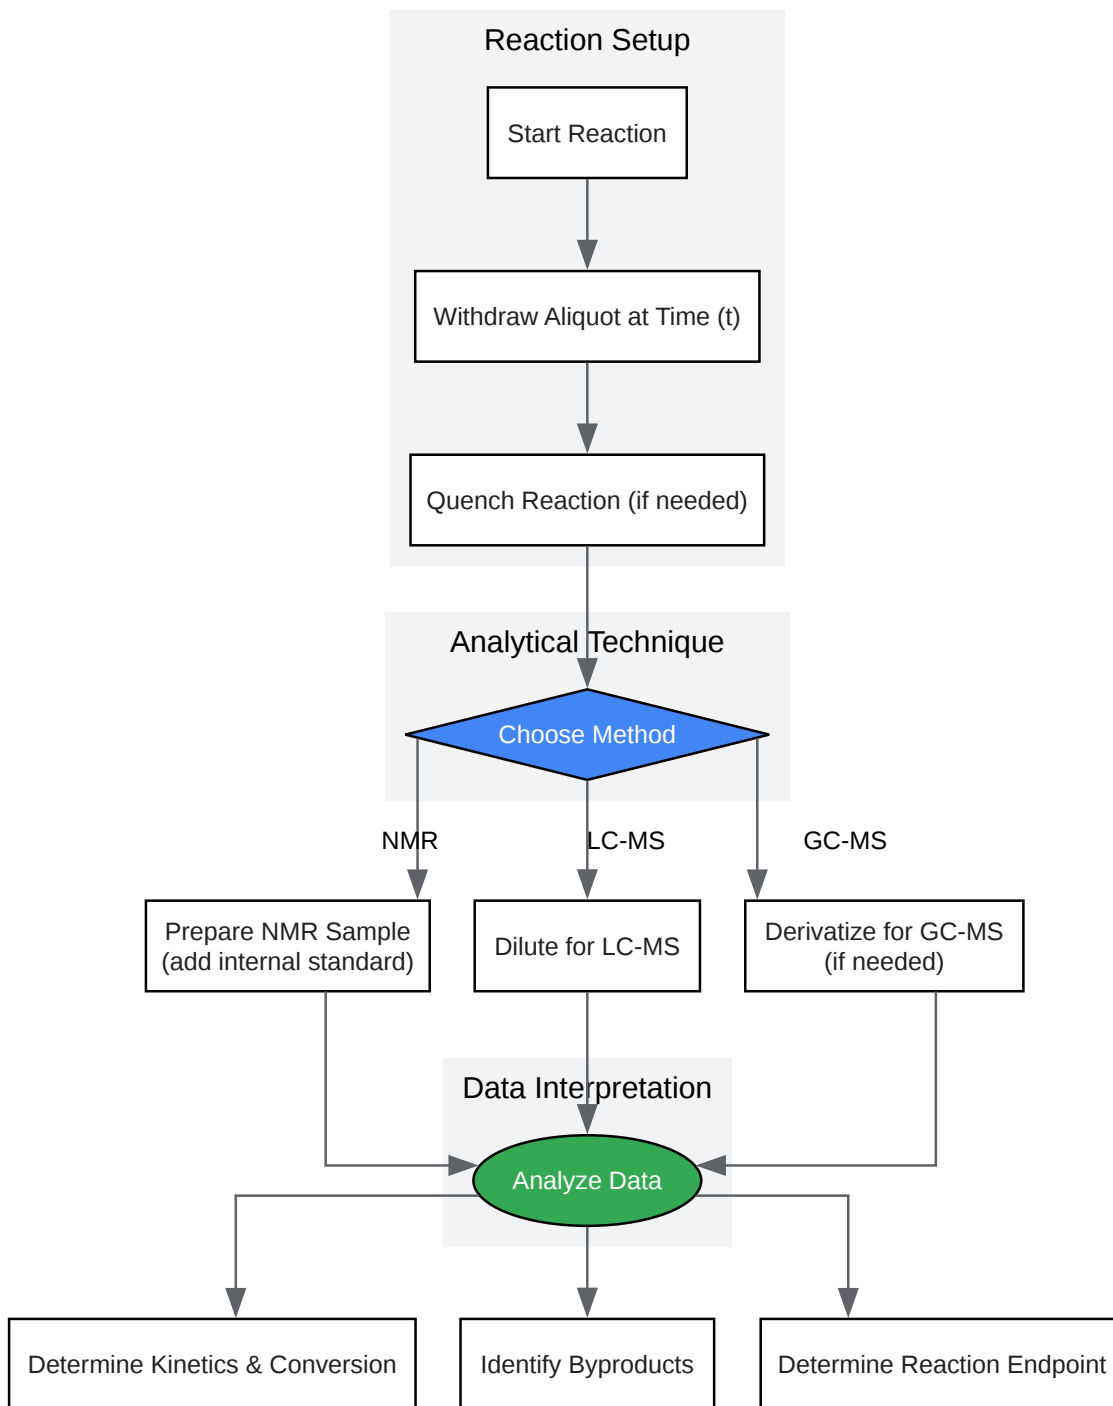 Reaction Setup
Start Reaction
Withdraw Aliquot at Time (t)
Quench Reaction (if needed)
Analytical Technique
Choose Method
NMR
LC-MS
GC-MS
Prepare NMR Sample
(add internal standard)
Dilute for LC-MS
Derivatize for GC-MS
(if needed)
Data Interpretation
Analyze Data
Determine Kinetics & Conversion
Identify Byproducts
Determine Reaction Endpoint